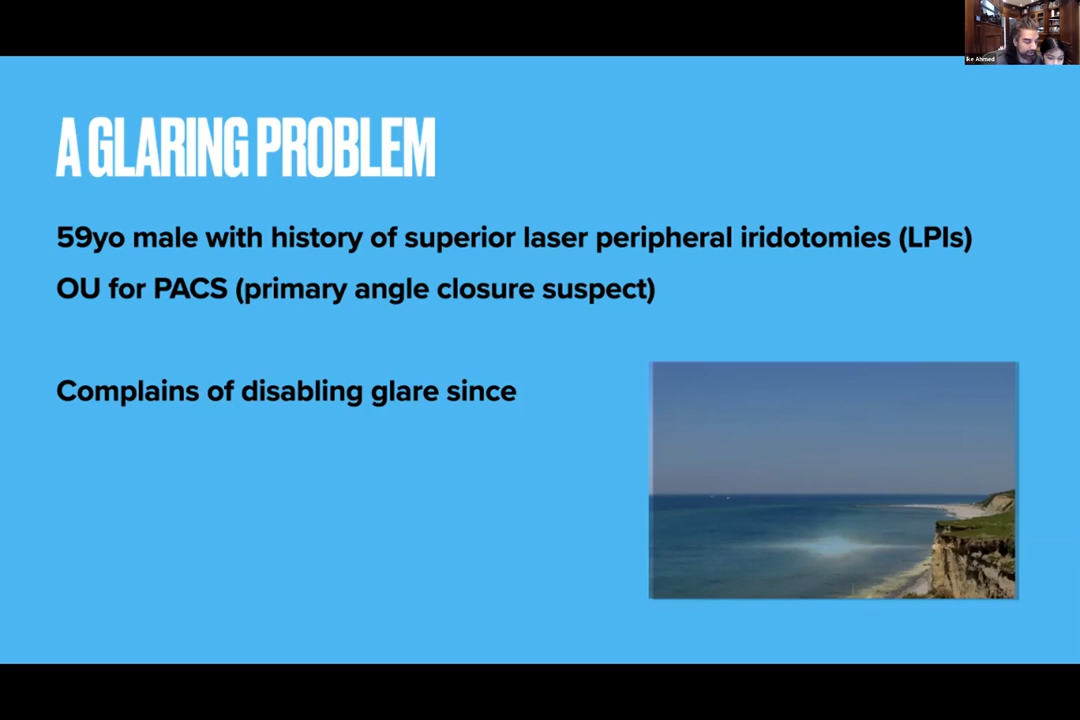 Ike Ahmed
A GLARING PROBLEM
59yo male with history of superior laser peripheral iridotomies (LPIs)
OU for PACS (primary angle closure suspect)
Complains of disabling glare since